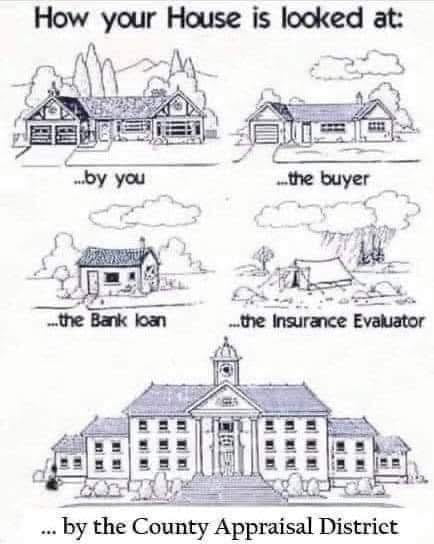 How your House is looked at:
...by you
...the buyer
...the Bank loan
...the Insurance Evaluator
... by the County Appraisal District